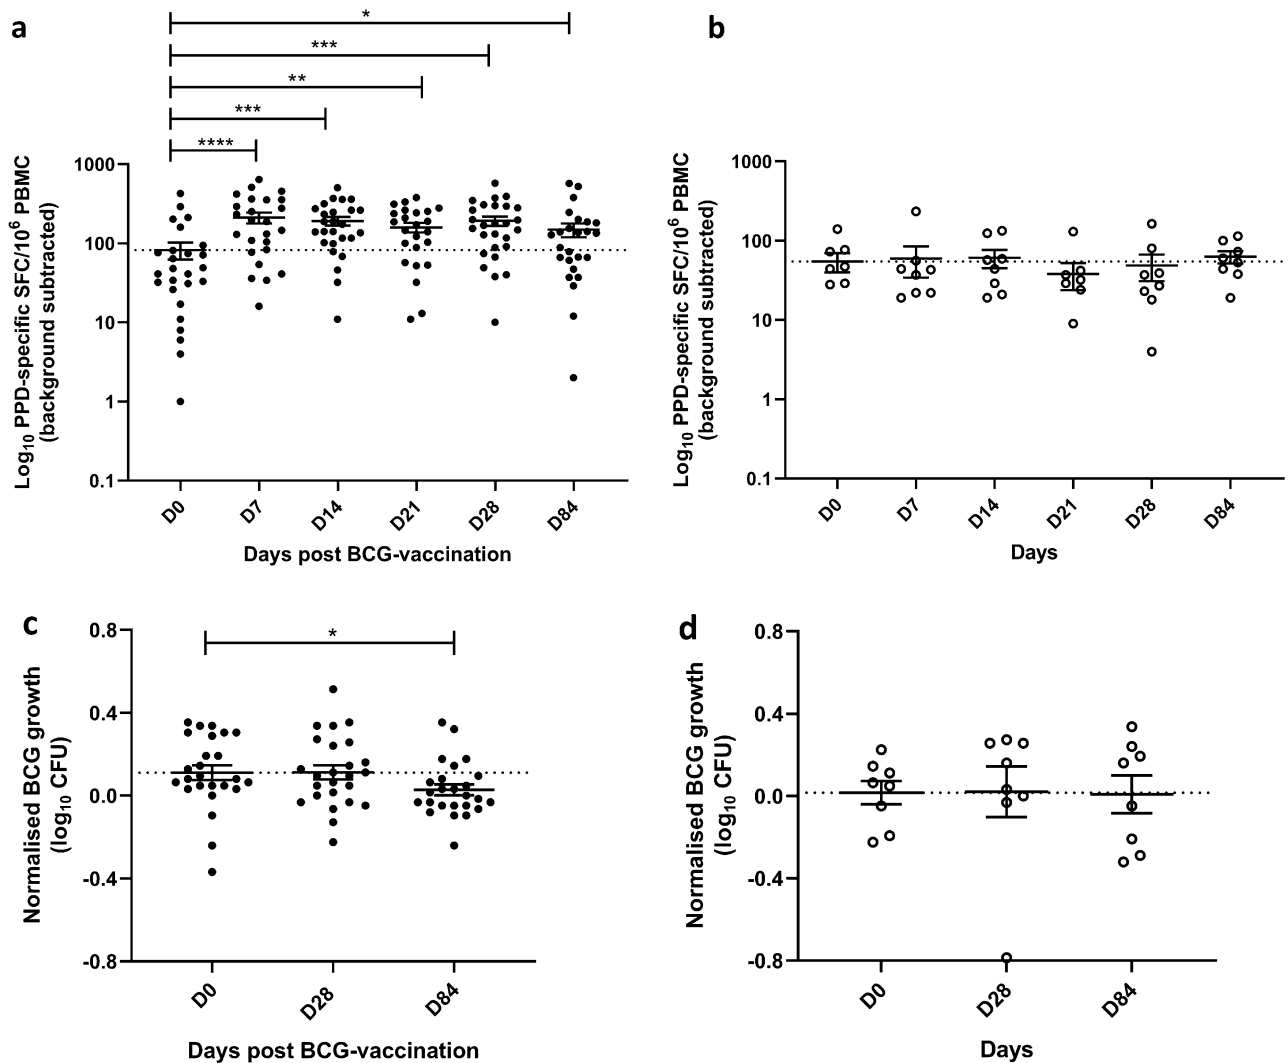 a
*
***
**
***
****
Log10 PPD-specific SFC/10^6 PBMC
(background subtracted)
1000
100
10
1
0.1
D0 D7 D14 D21 D28 D84
Days post BCG-vaccination
b
Log10 PPD-specific SFC/10^6 PBMC
(background subtracted)
1000
100
10
1
0.1
D0 D7 D14 D21 D28 D84
Days
c
*
Normalised BCG growth
(log10 CFU)
0.8
0.4
0.0
-0.4
-0.8
D0 D28 D84
Days post BCG-vaccination
d
Normalised BCG growth
(log10 CFU)
0.8
0.4
0.0
-0.4
-0.8
D0 D28 D84
Days